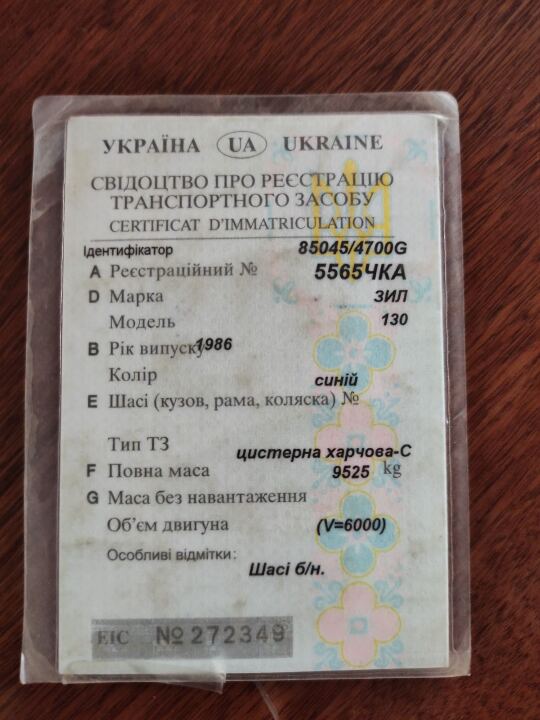 УКРАЇНА UA UKRAINE
СВІДОЦТВО ПРО РЕЄСТРАЦІЮ
ТРАНСПОРТНОГО ЗАСОБУ
CERTIFICAT D'IMMATRICULATION
Ідентифікатор 85045/4700G
A Реєстраційний № 5565ЧКА
D Марка ЗИЛ
Модель 130
B Рік випуску 1986
Колір синій
E Шасі (кузов, рама, коляска) №
Тип ТЗ цистерна харчова-С
F Повна маса 9525 kg
G Маса без навантаження
Об'єм двигуна (V=6000)
Особливі відмітки:
Шасі б/н.
ЕІС № 272349